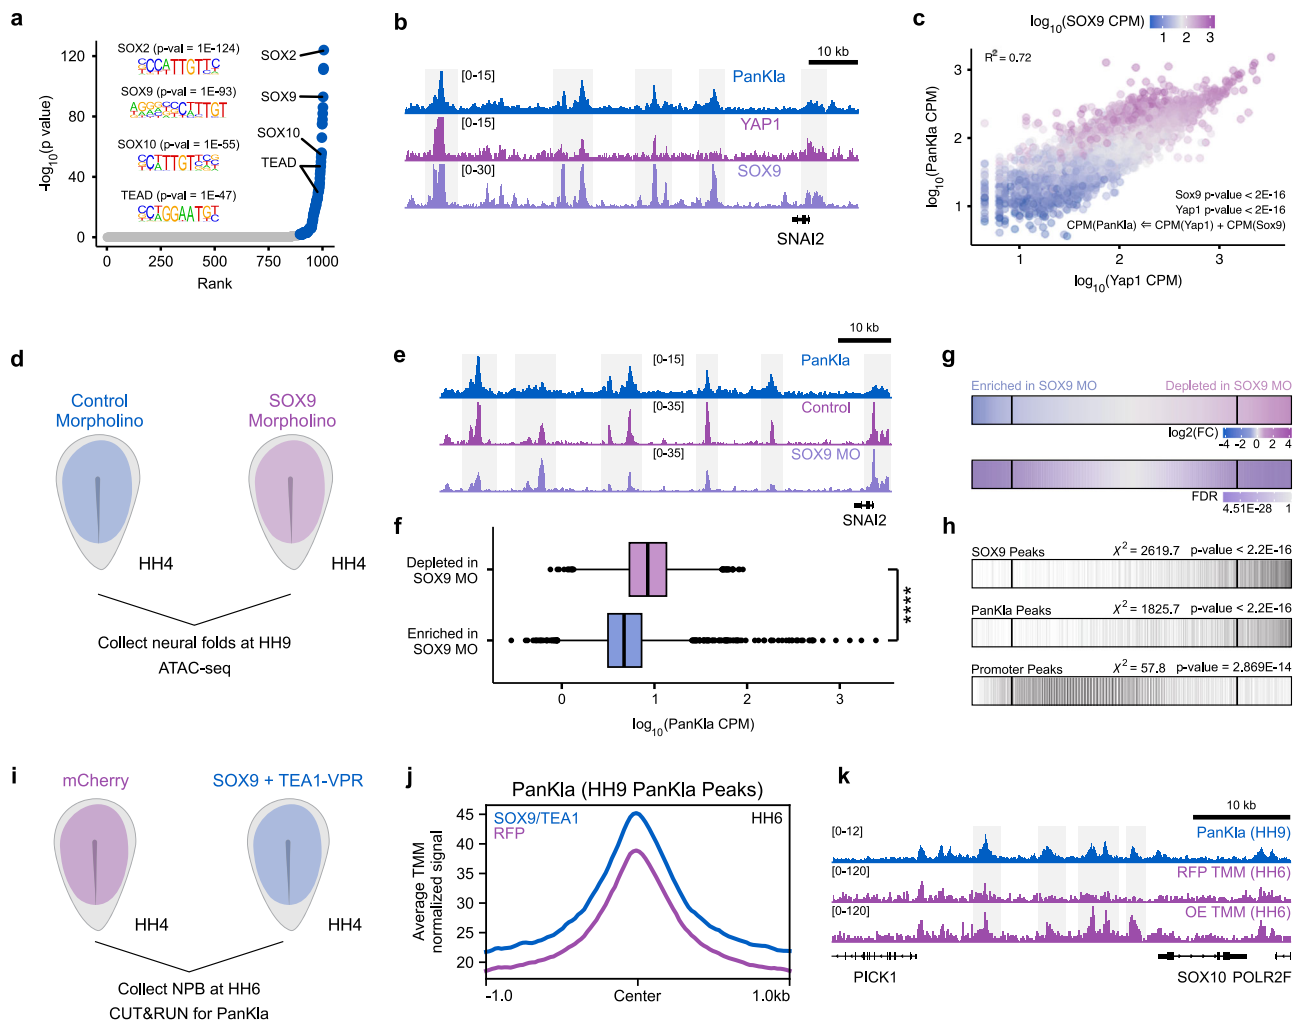 a
SOX2 (p-val = 1E-124)
SOX9 (p-val = 1E-93)
SOX10 (p-val = 1E-55)
TEAD (p-val = 1E-47)
SOX2
SOX9
SOX10
TEAD
-log10(p value)
120
80
40
0
0
250
500
750
1000
Rank
b
10 kb
[0-15]
PanKla
[0-15]
YAP1
[0-30]
SOX9
SNAI2
c
log10(SOX9 CPM)
1 2 3
R² = 0.72
log10(PanKla CPM)
3
2
1
Sox9 p-value < 2E-16
Yap1 p-value < 2E-16
CPM(PanKla) ⇐ CPM(Yap1) + CPM(Sox9)
1
2
3
log10(Yap1 CPM)
d
Control
Morpholino
SOX9
Morpholino
HH4
HH4
Collect neural folds at HH9
ATAC-seq
e
10 kb
[0-15]
PanKla
[0-35]
Control
[0-35]
SOX9 MO
SNAI2
f
Depleted in
SOX9 MO
Enriched in
SOX9 MO
****
0
1
2
3
log10(PanKla CPM)
g
Enriched in SOX9 MO
Depleted in SOX9 MO
log2(FC)
-4 -2 0 2 4
FDR
4.51E-28 1
h
SOX9 Peaks χ² = 2619.7 p-value < 2.2E-16
PanKla Peaks χ² = 1825.7 p-value < 2.2E-16
Promoter Peaks χ² = 57.8 p-value = 2.869E-14
i
mCherry
SOX9 + TEA1-VPR
HH4
HH4
Collect NPB at HH6
CUT&RUN for PanKla
j
PanKla (HH9 PanKla Peaks)
SOX9/TEA1
RFP
HH6
Average TMM
normalized signal
45
40
35
30
25
20
-1.0
Center
1.0kb
k
10 kb
[0-12]
PanKla (HH9)
[0-120]
RFP TMM (HH6)
[0-120]
OE TMM (HH6)
PICK1
SOX10 POLR2F